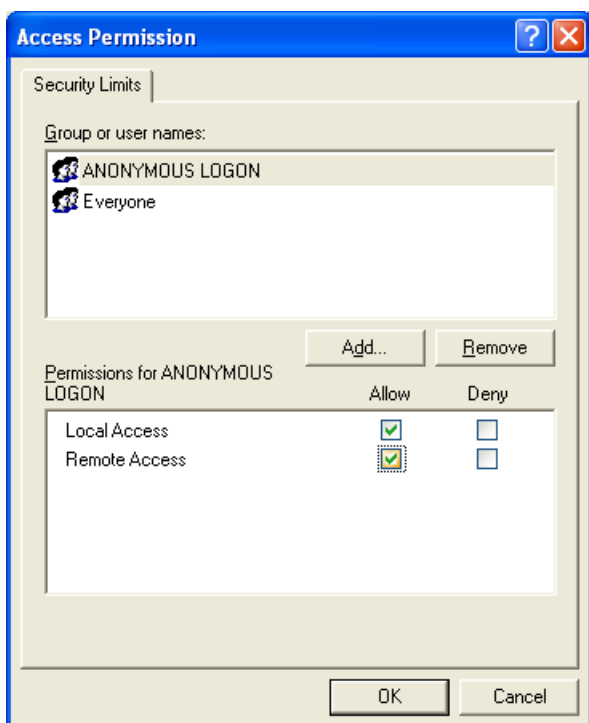 Access Permission
Security Limits
Group or user names:
ANONYMOUS LOGON
Everyone
Add... Remove
Permissions for ANONYMOUS
LOGON Allow Deny
Local Access
Remote Access
OK Cancel